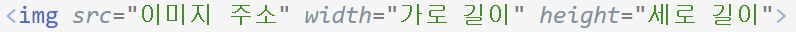 <img src="이미지 주소" width="가로 길이" height="세로 길이">